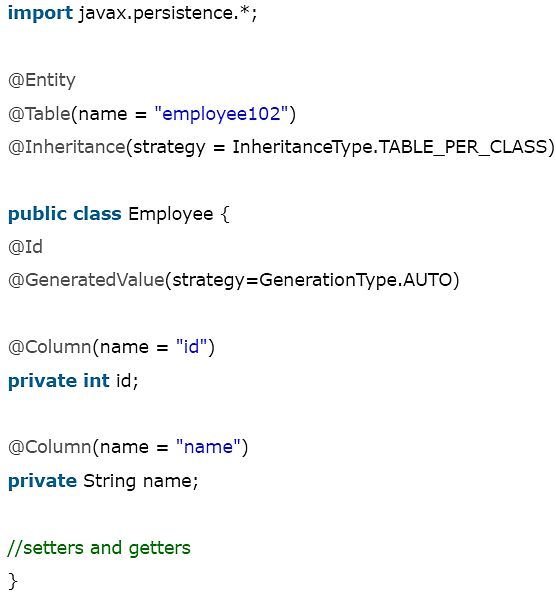 import javax.persistence.*;
@Entity
@Table(name = "employee102")
@Inheritance(strategy = InheritanceType.TABLE_PER_CLASS)
public class Employee {
@Id
@GeneratedValue(strategy=GenerationType.AUTO)
@Column(name = "id")
private int id;
@Column(name = "name")
private String name;
//setters and getters
}